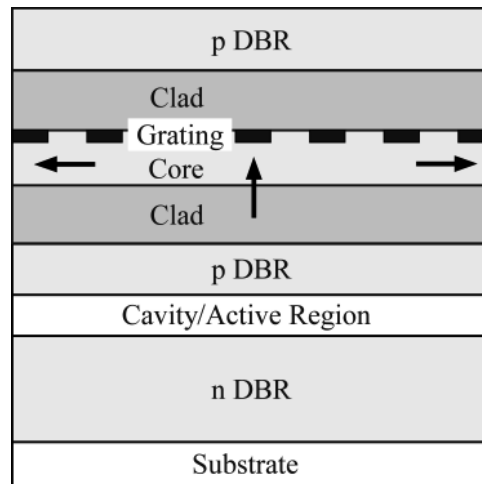 p DBR
Clad
Grating
Core
Clad
p DBR
Cavity/Active Region
n DBR
Substrate